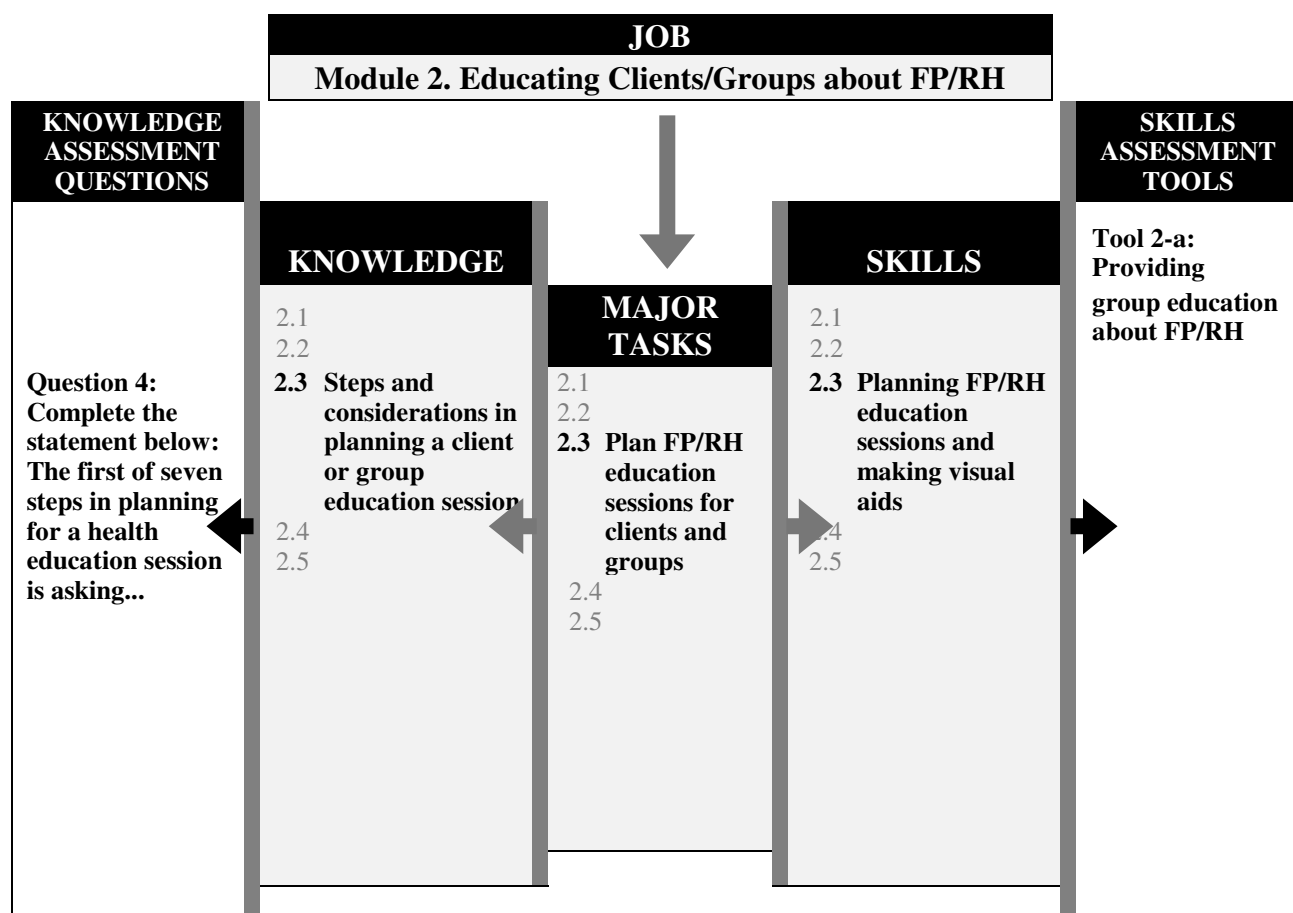 JOB
Module 2. Educating Clients/Groups about FP/RH
KNOWLEDGE
ASSESSMENT
QUESTIONS
Question 4:
Complete the
statement below:
The first of seven
steps in planning
for a health
education session
is asking...
KNOWLEDGE
2.1
2.2
2.3 Steps and
considerations in
planning a client
or group
education session
2.4
2.5
MAJOR
TASKS
2.1
2.2
2.3 Plan FP/RH
education
sessions for
clients and
groups
2.4
2.5
SKILLS
2.1
2.2
2.3 Planning FP/RH
education
sessions and
making visual
aids
.4
2.5
SKILLS
ASSESSMENT
TOOLS
Tool 2-a:
Providing
group education
about FP/RH